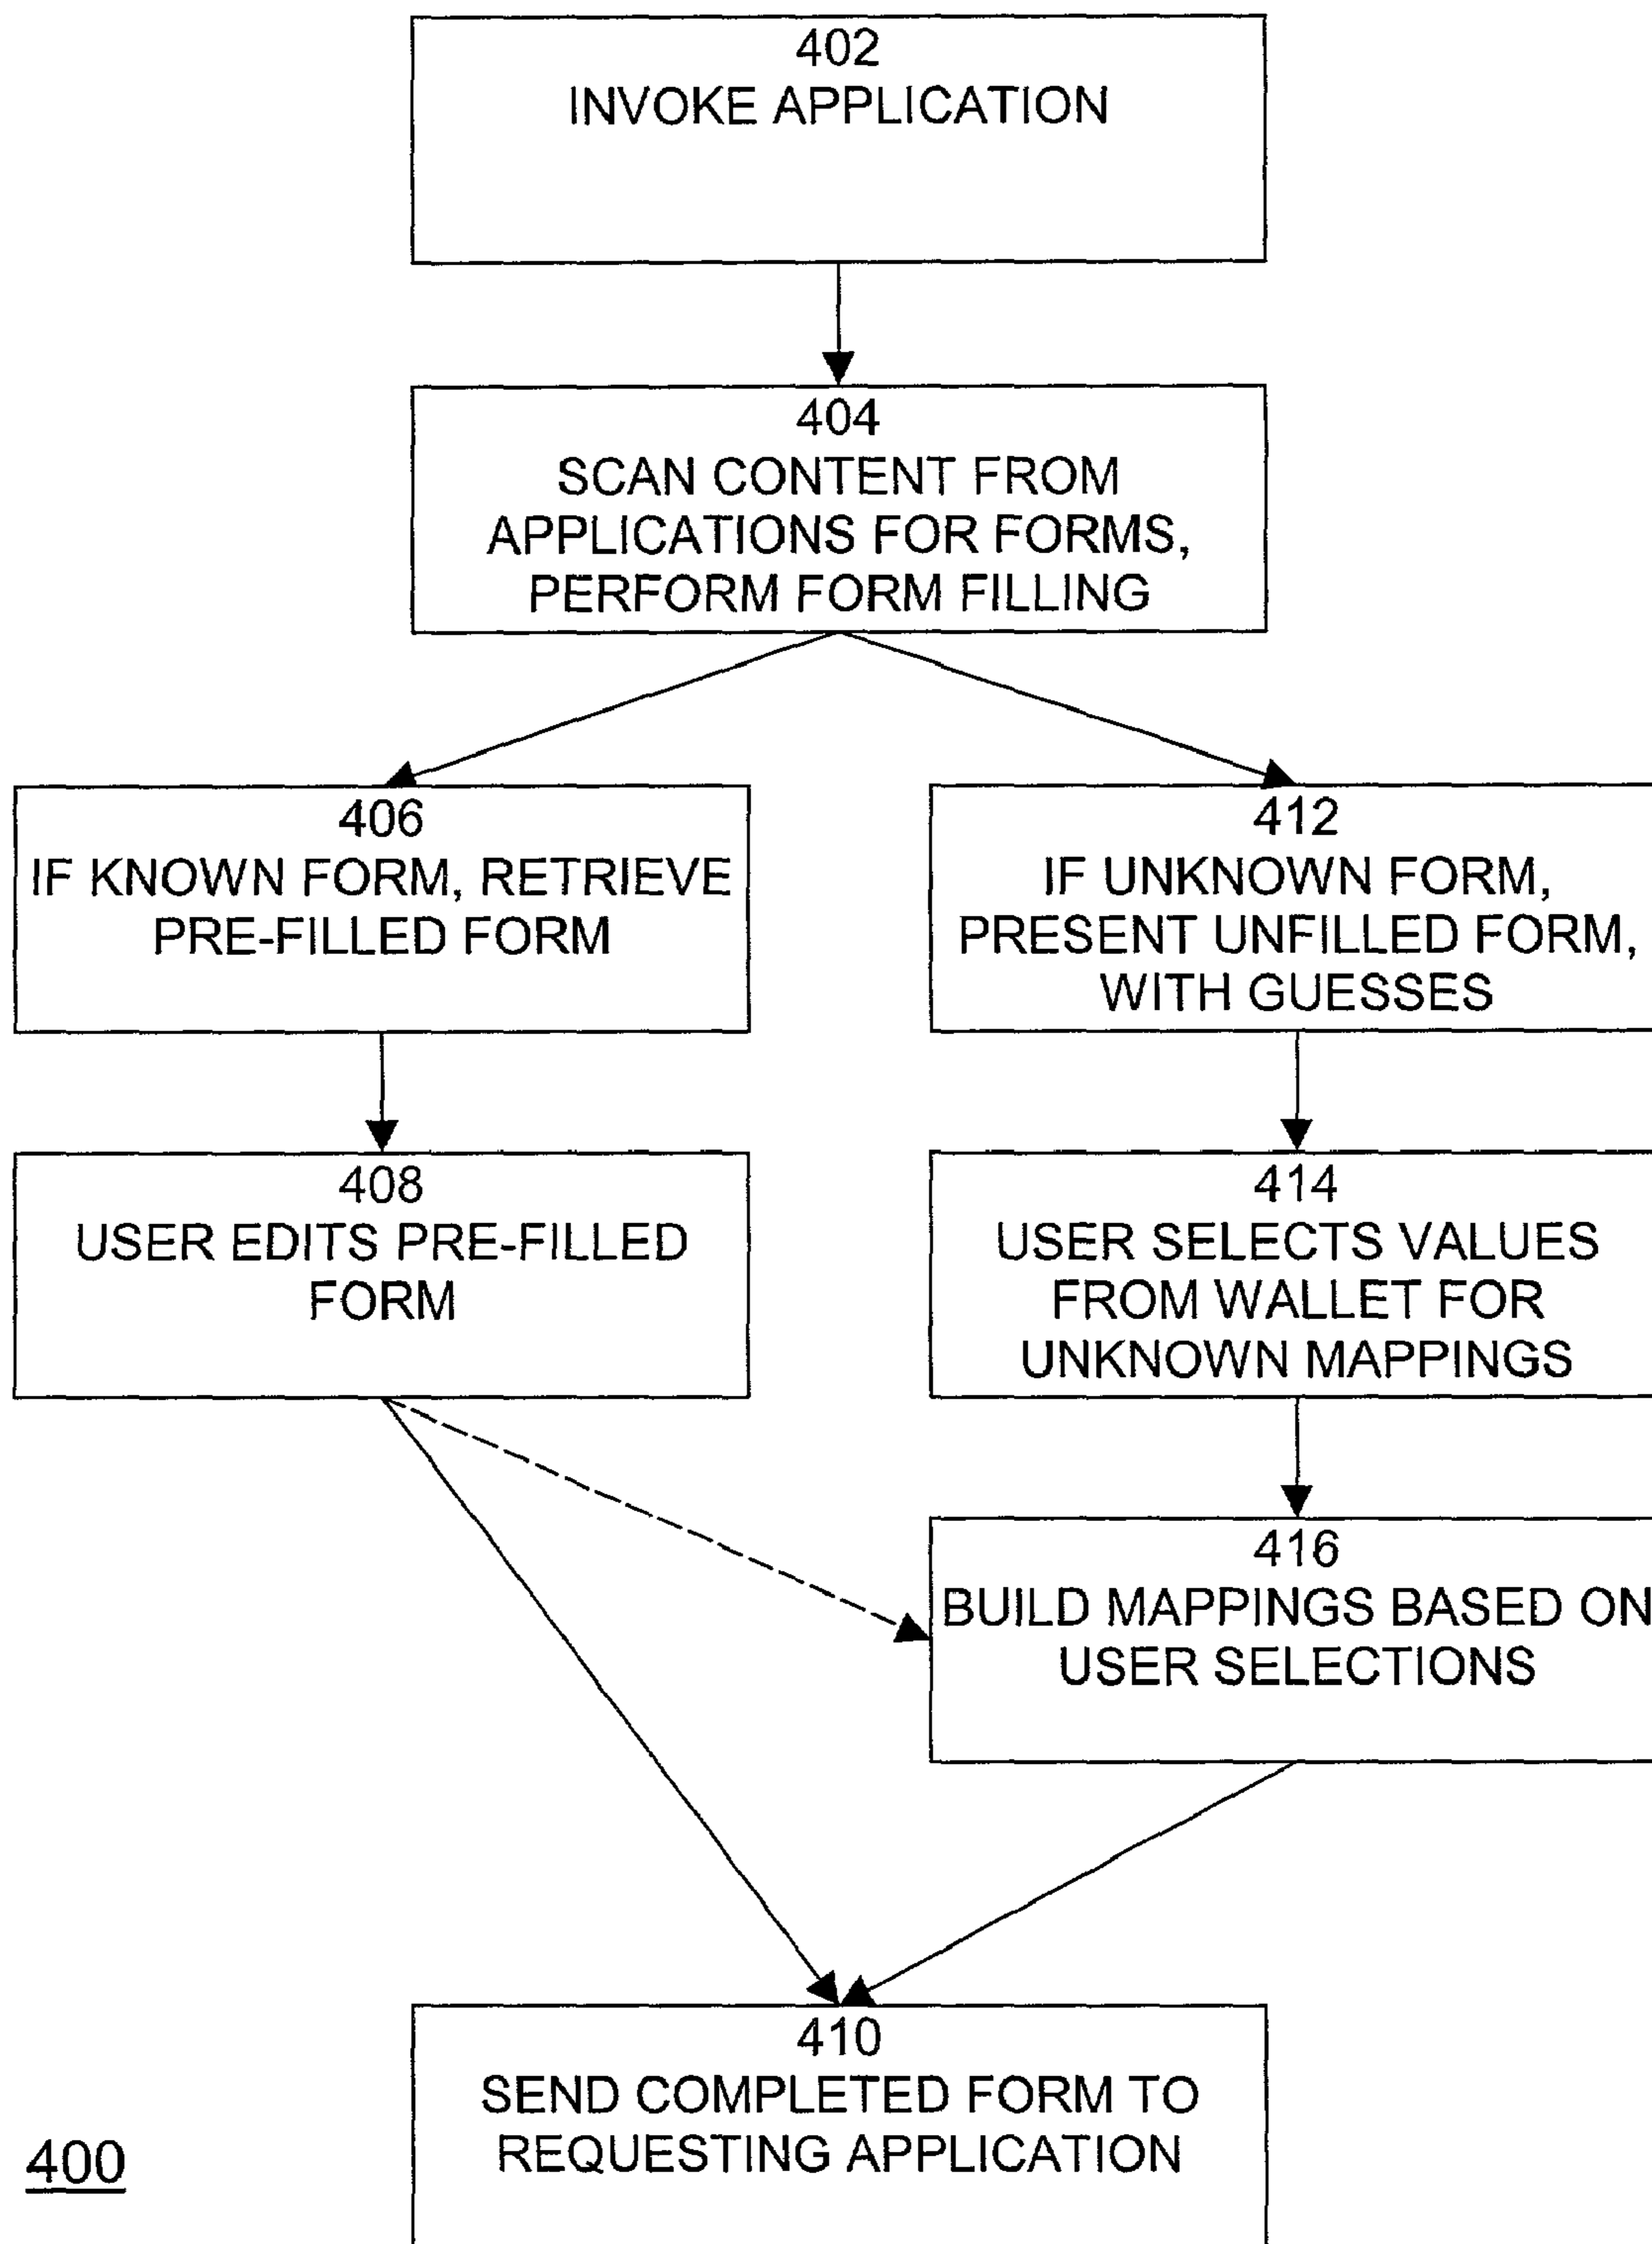 402
INVOKE APPLICATION
404
SCAN CONTENT FROM
APPLICATIONS FOR FORMS,
PERFORM FORM FILLING
406
IF KNOWN FORM, RETRIEVE
PRE-FILLED FORM
412
IF UNKNOWN FORM,
PRESENT UNFILLED FORM,
WITH GUESSES
408
USER EDITS PRE-FILLED
FORM
414
USER SELECTS VALUES
FROM WALLET FOR
UNKNOWN MAPPINGS
416
BUILD MAPPINGS BASED ON
USER SELECTIONS
410
SEND COMPLETED FORM TO
REQUESTING APPLICATION
400